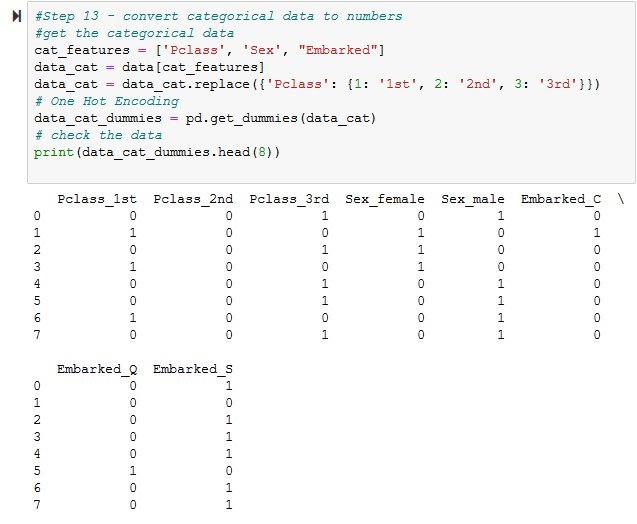 #Step 13 - convert categorical data to numbers
#get the categorical data
cat_features = ['Pclass', 'Sex', "Embarked"]
data_cat = data[cat_features]
data_cat = data_cat.replace({'Pclass': {1: '1st', 2: '2nd', 3: '3rd'}})
# One Hot Encoding
data_cat_dummies = pd.get_dummies(data_cat)
# check the data
print(data_cat_dummies.head(8))
Pclass_1st Pclass_2nd Pclass_3rd Sex_female Sex_male Embarked_C \
0 0 0 1 0 1 0
1 1 0 0 1 0 1
2 0 0 1 1 0 0
3 1 0 0 1 0 0
4 0 0 1 0 1 0
5 0 0 1 0 1 0
6 1 0 0 0 1 0
7 0 0 1 0 1 0
Embarked_Q Embarked_S
0 0 1
1 0 0
2 0 1
3 0 1
4 0 1
5 1 0
6 0 1
7 0 1